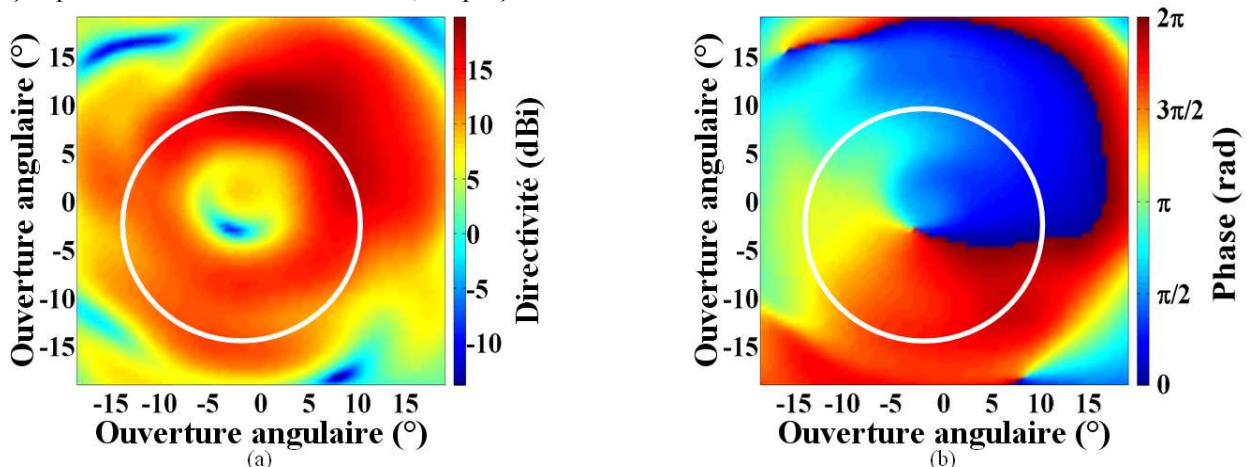 15
10
5
0
-5
-10
-15
-15 -10 -5 0 5 10 15
Ouverture angulaire (°)
Ouverture angulaire (°)
15
10
5
0
-5
-10
Directivité (dBi)
(a)
15
10
5
0
-5
-10
-15
-15 -10 -5 0 5 10 15
Ouverture angulaire (°)
Ouverture angulaire (°)
2π
3π/2
π
π/2
0
Phase (rad)
(b)